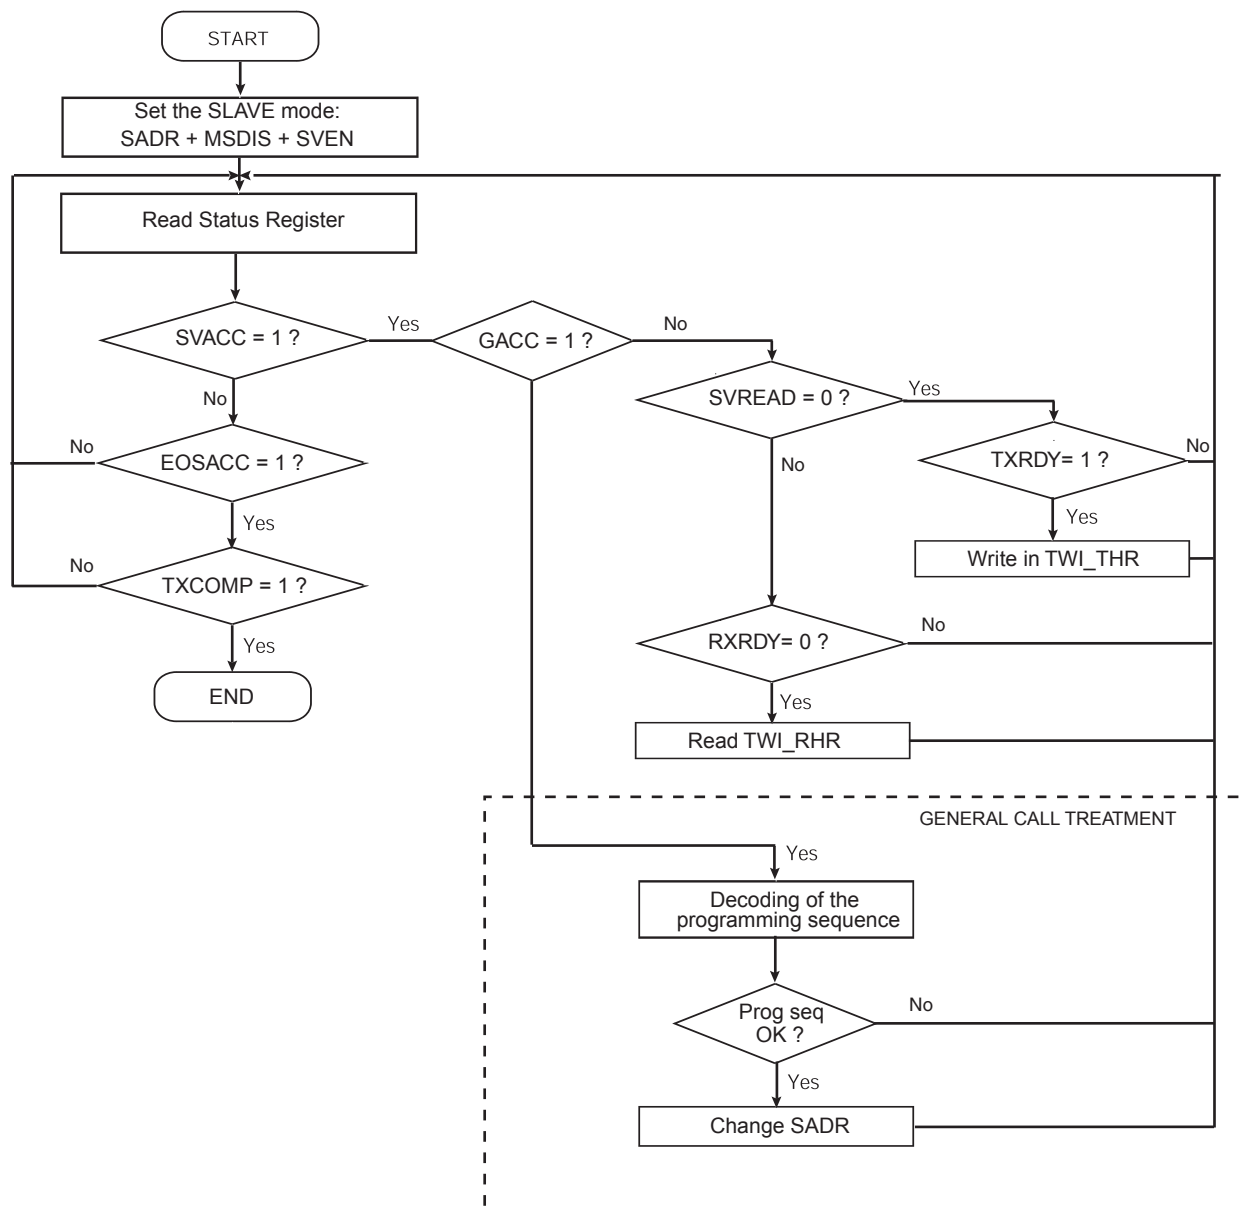 START
Set the SLAVE mode:
SADR + MSDIS + SVEN
Read Status Register
SVACC = 1 ?
Yes
GACC = 1 ?
No
SVREAD = 0 ?
Yes
No
No
EOSACC = 1 ?
No
TXRDY= 1 ?
No
Yes
Yes
Write in TWI_THR
No
TXCOMP = 1 ?
RXRDY= 0 ?
No
Yes
END
Yes
Read TWI_RHR
GENERAL CALL TREATMENT
Yes
Decoding of the
programming sequence
Prog seq
OK ?
No
Yes
Change SADR